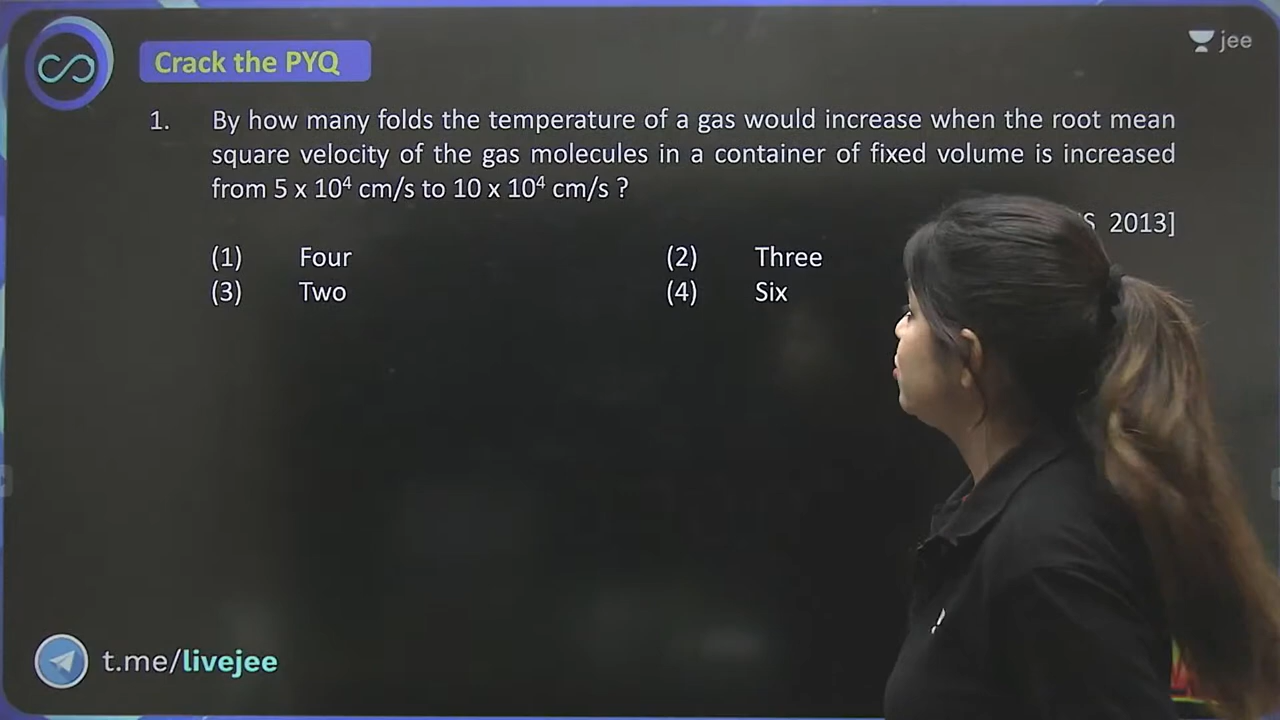 Crack the PYQ
jee
1. By how many folds the temperature of a gas would increase when the root mean
square velocity of the gas molecules in a container of fixed volume is increased
from 5 x 10⁴ cm/s to 10 x 10⁴ cm/s ?
2013]
(1) Four (2) Three
(3) Two (4) Six
t.me/livejee